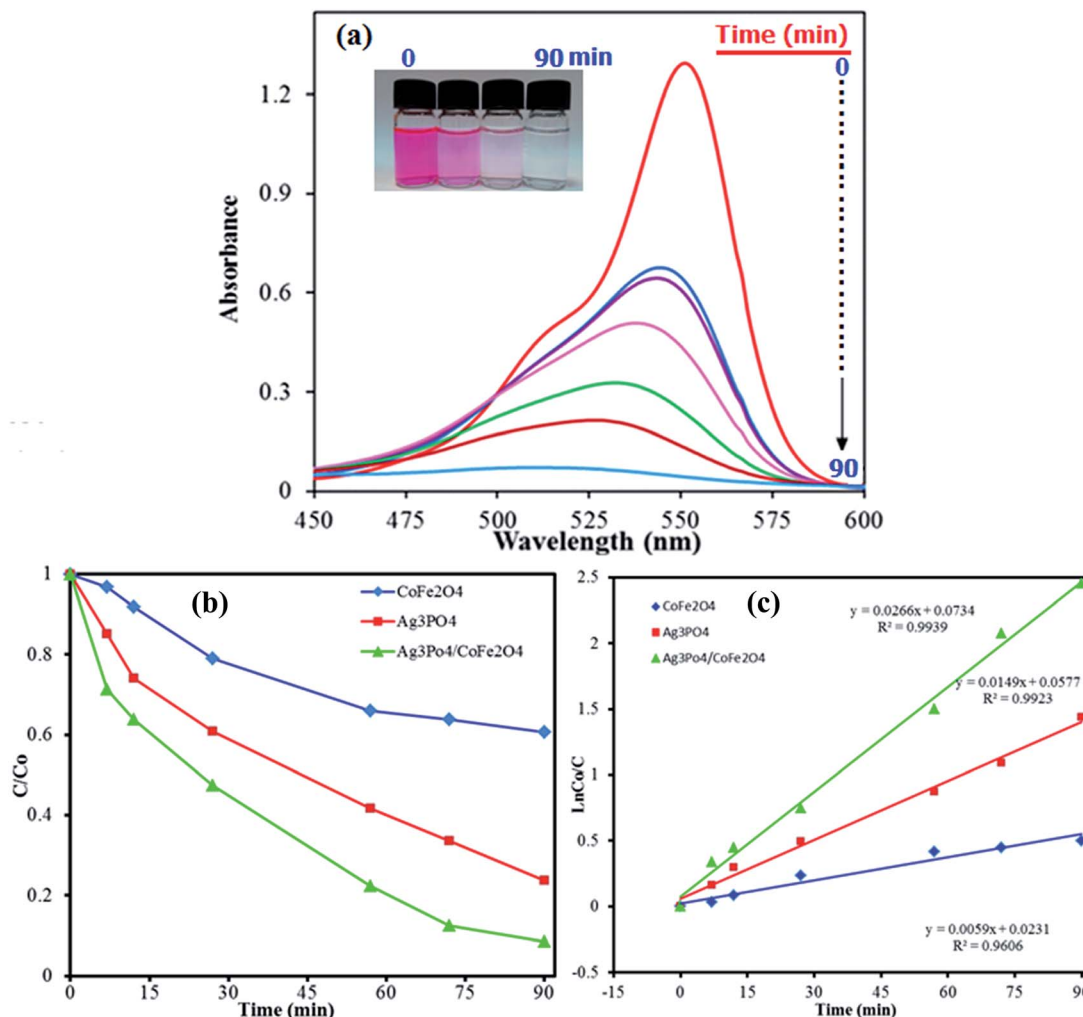 (a)
Time (min)
0
90 min
0
90
1.2
0.9
0.6
0.3
0
450
475
500
525
550
575
600
Absorbance
Wavelength (nm)
(b)
CoFe2O4
Ag3PO4
Ag3Po4/CoFe2O4
1
0.8
0.6
0.4
0.2
0
0
15
30
45
60
75
90
C/Co
Time (min)
(c)
CoFe2O4
Ag3PO4
Ag3Po4/CoFe2O4
y = 0.0266x + 0.0734
R² = 0.9939
y = 0.0149x + 0.0577
R² = 0.9923
y = 0.0059x + 0.0231
R² = 0.9606
2.5
2
1.5
1
0.5
0
-0.5
-15
0
15
30
45
60
75
90
LnCo/C
Time (min)